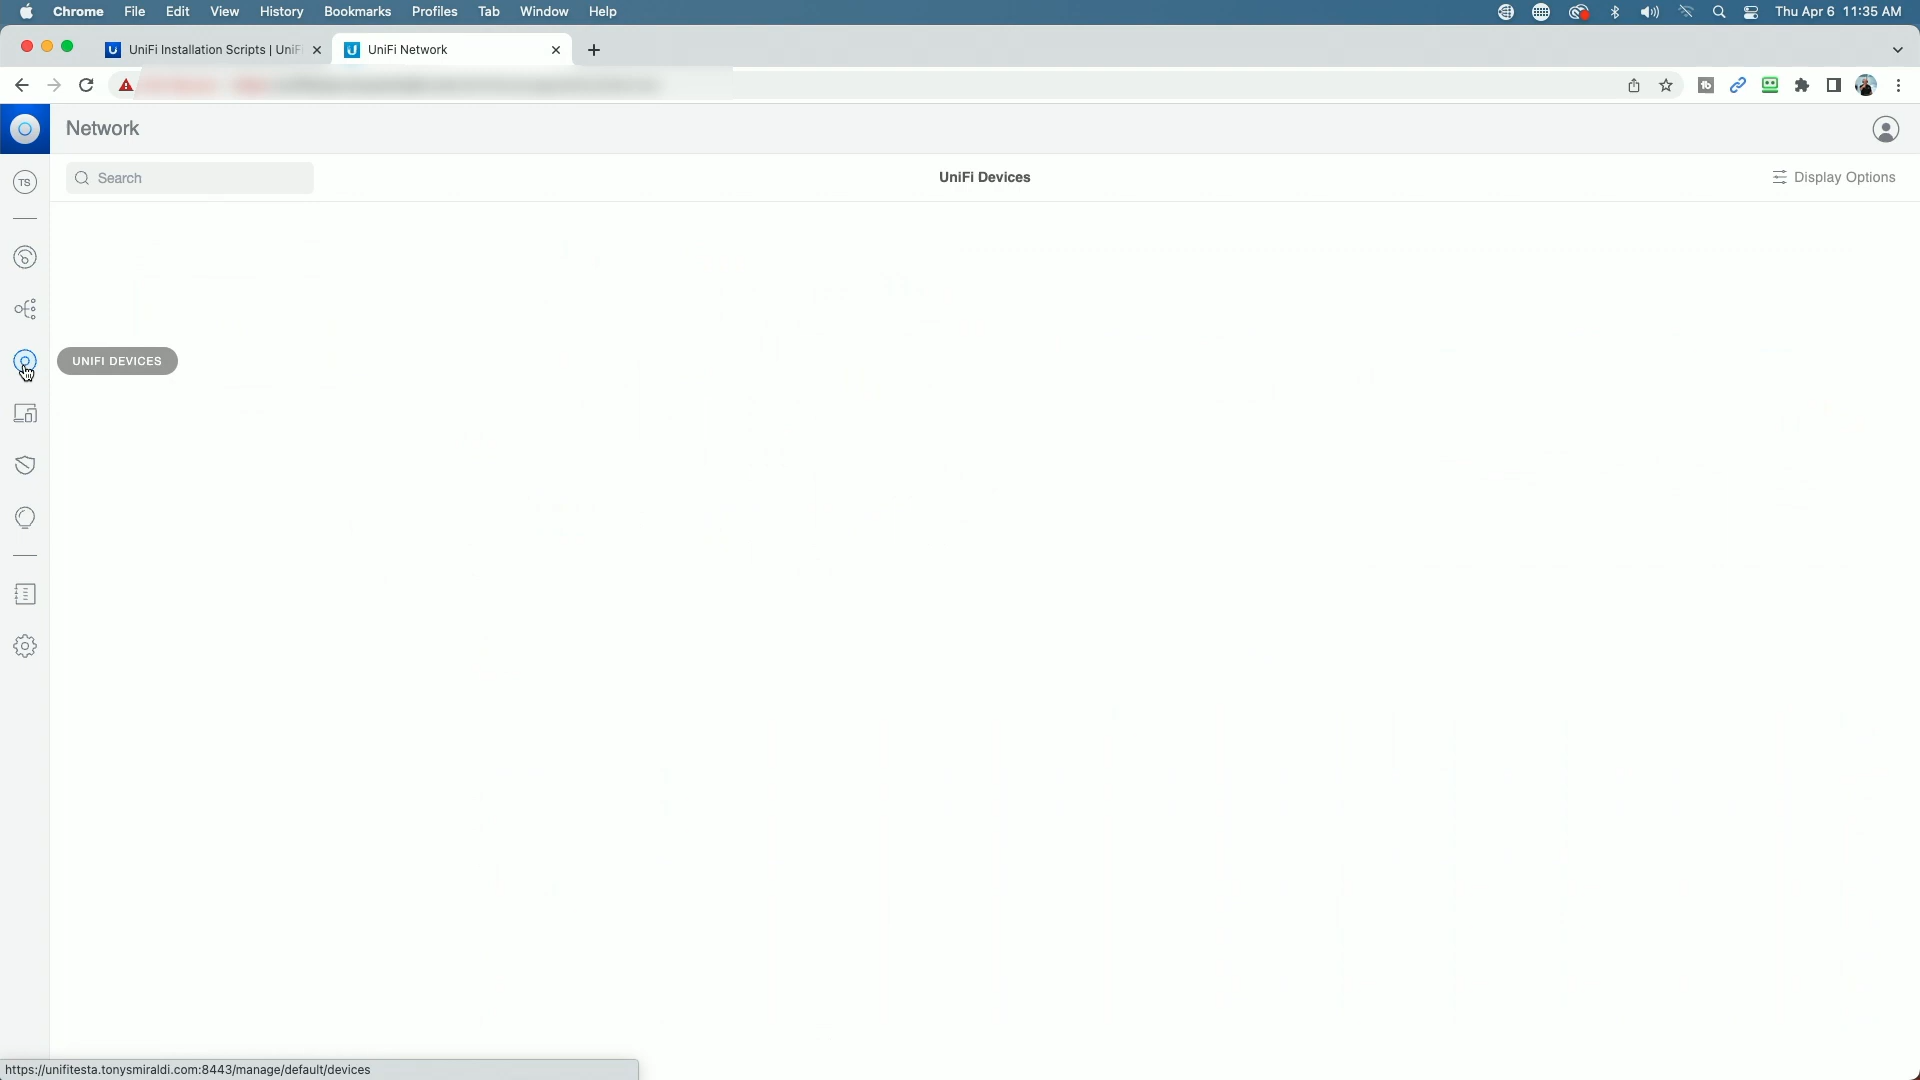 Chrome File Edit View History Bookmarks Profiles Tab Window Help Thu Apr 6 11:35 AM
UniFi Installation Scripts | UniFi UniFi Network
Network
TS
Search UniFi Devices Display Options
UNIFI DEVICES
https://unifitesta.tonysmiraldi.com:8443/manage/default/devices